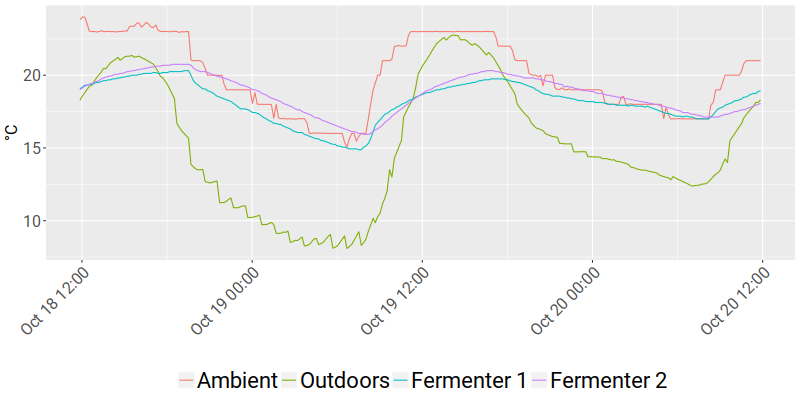 °C
20
15
10
Oct 18 12:00
Oct 19 00:00
Oct 19 12:00
Oct 20 00:00
Oct 20 12:00
Ambient Outdoors Fermenter 1 Fermenter 2